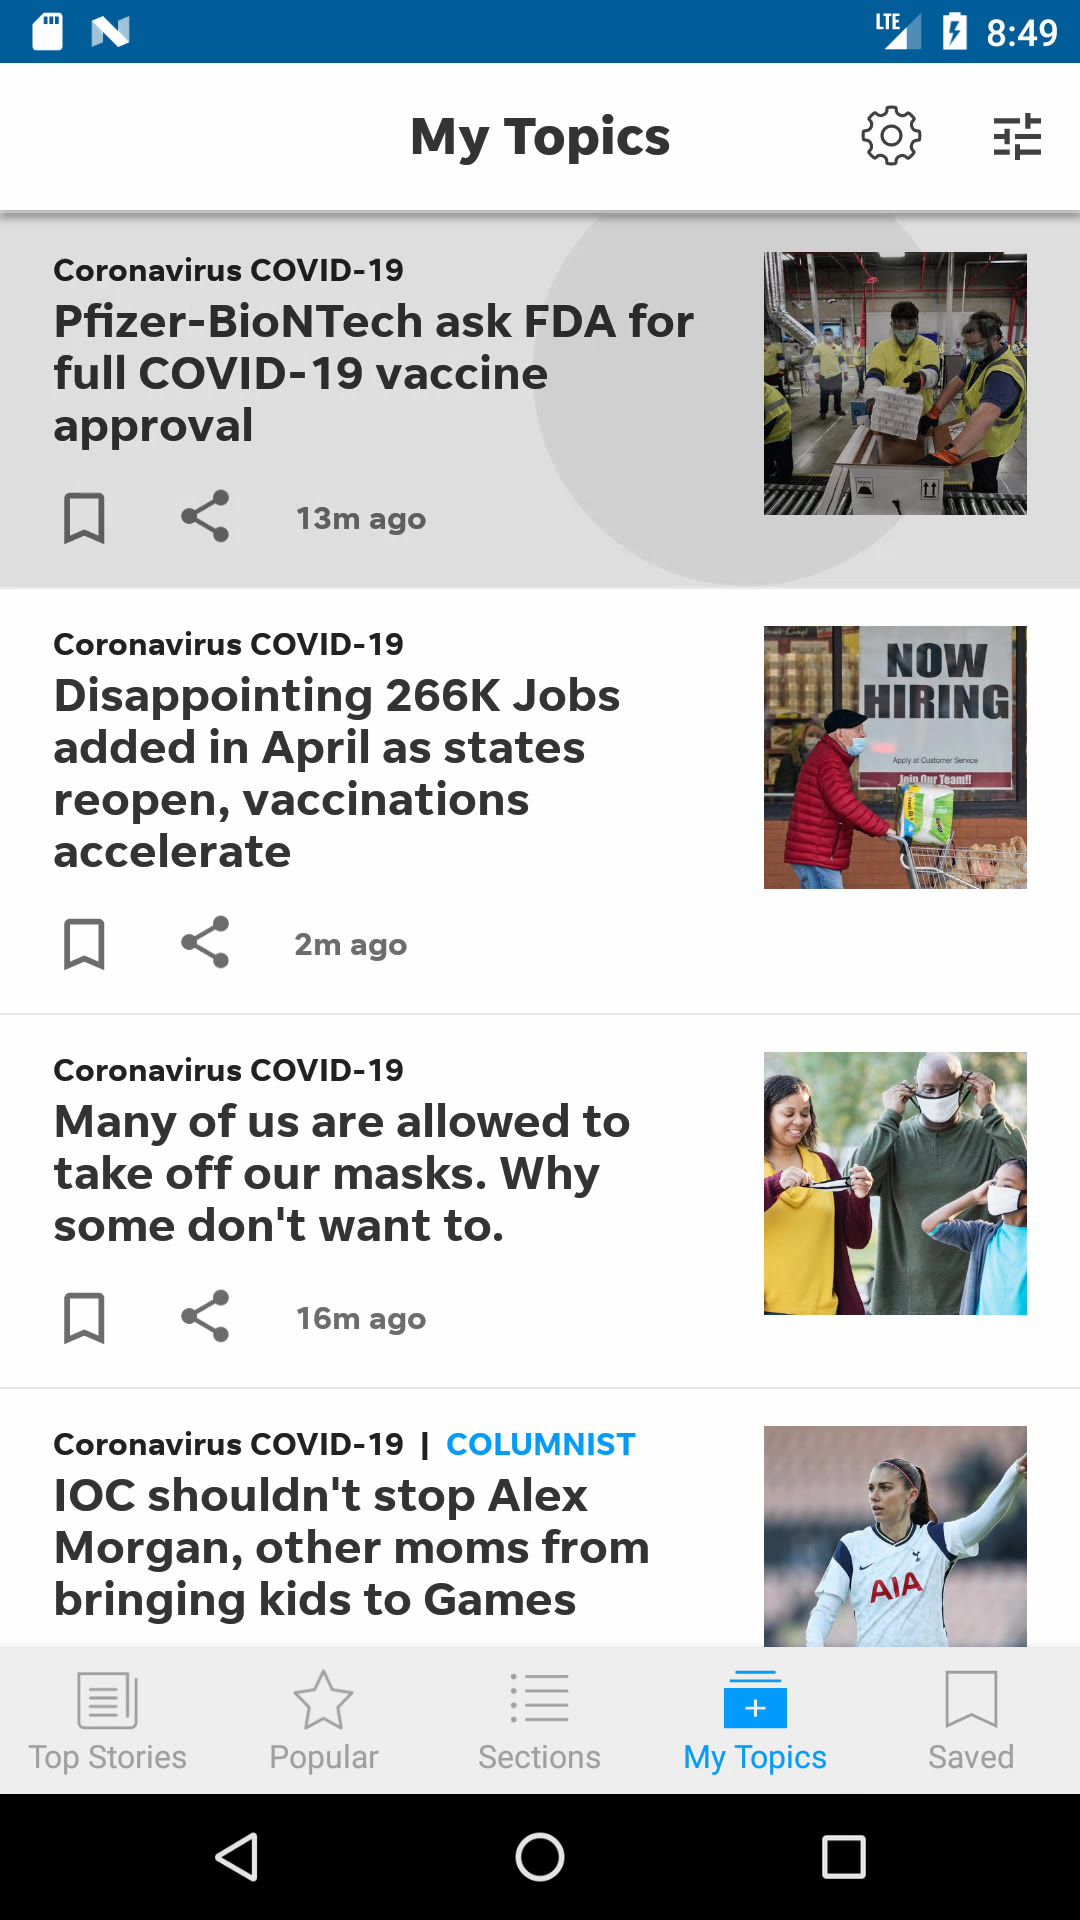 LTE 8:49
My Topics
Coronavirus COVID-19
Pfizer-BioNTech ask FDA for
full COVID-19 vaccine
approval
13m ago
Coronavirus COVID-19
Disappointing 266K Jobs
added in April as states
reopen, vaccinations
accelerate
NOW
HIRING
Apply at Customer Service
Join Our Team!!
2m ago
Coronavirus COVID-19
Many of us are allowed to
take off our masks. Why
some don't want to.
16m ago
Coronavirus COVID-19 | COLUMNIST
IOC shouldn't stop Alex
Morgan, other moms from
bringing kids to Games
AIA
Top Stories
Popular
Sections
My Topics
Saved